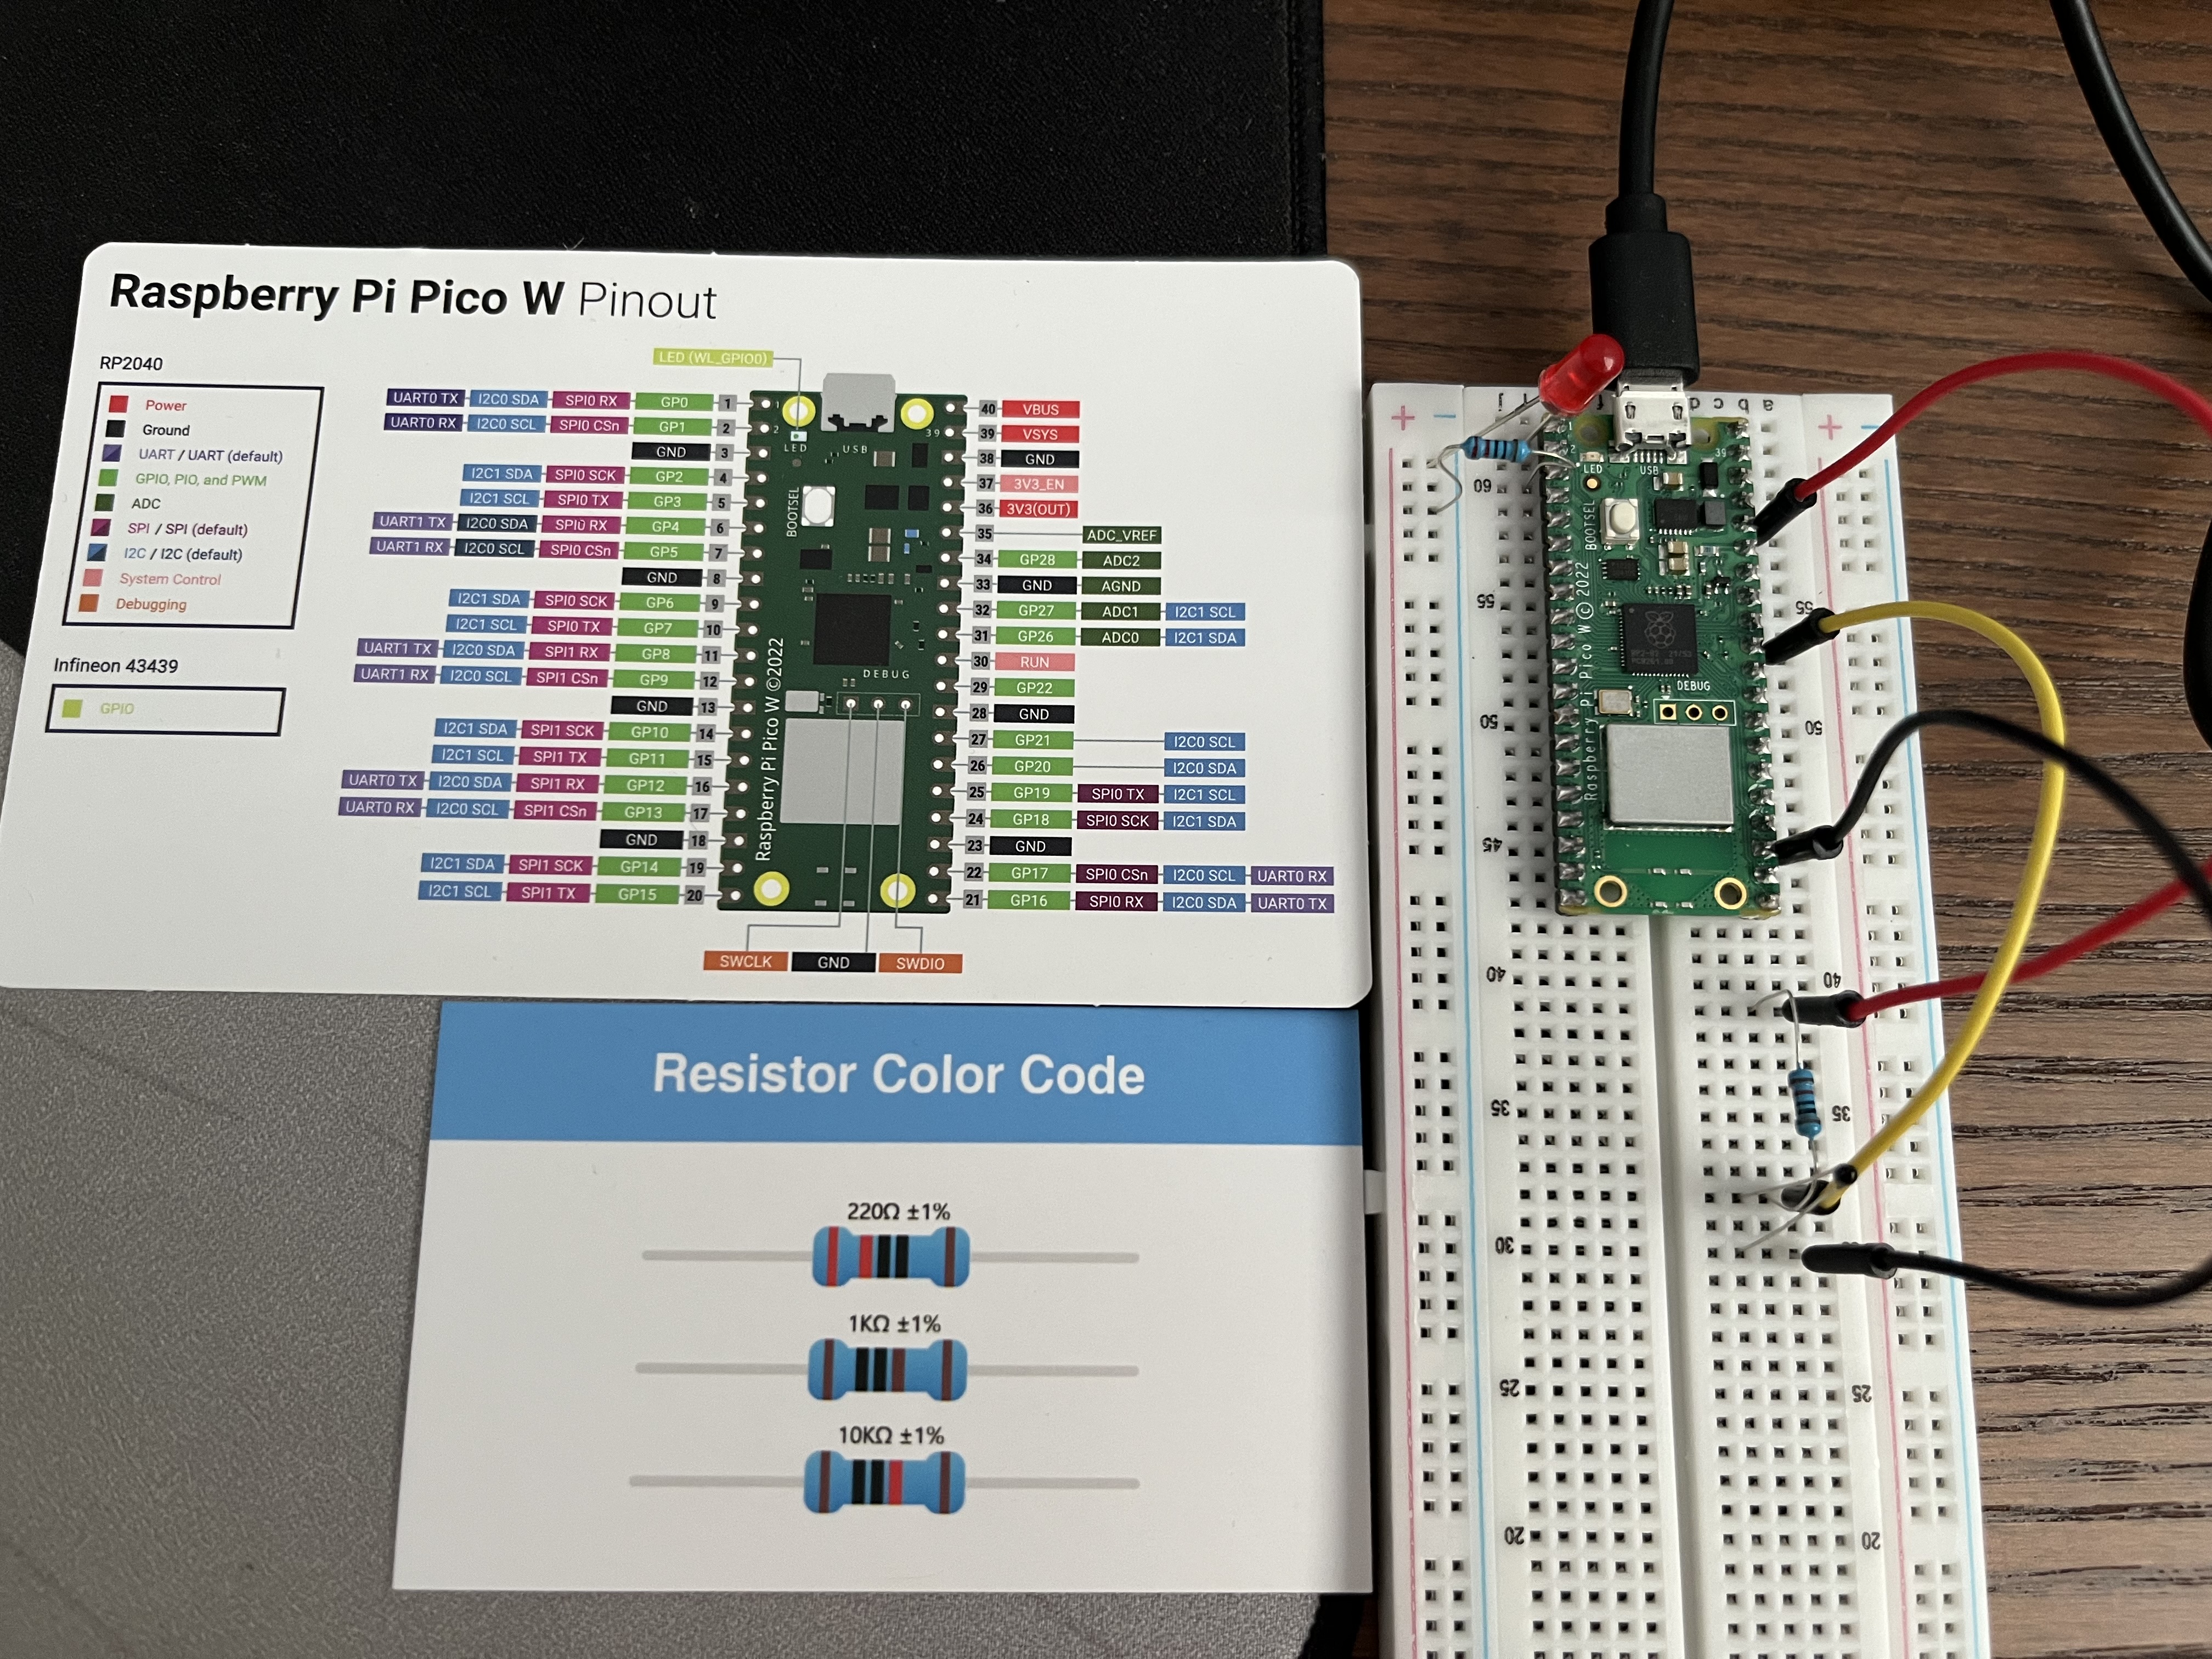 Raspberry Pi Pico W Pinout
RP2040
Power
Ground
UART / UART (default)
GPIO, PIO, and PWM
ADC
SPI / SPI (default)
I2C / I2C (default)
System Control
Debugging
Infineon 43439
GPIO
LED (WL_GPIO0)
UART0 TX I2C0 SDA SPI0 RX GP0 1
UART0 RX I2C0 SCL SPI0 CSn GP1 2
GND 3
I2C1 SDA SPI0 SCK GP2 4
I2C1 SCL SPI0 TX GP3 5
UART1 TX I2C0 SDA SPI0 RX GP4 6
UART1 RX I2C0 SCL SPI0 CSn GP5 7
GND 8
I2C1 SDA SPI0 SCK GP6 9
I2C1 SCL SPI0 TX GP7 10
UART1 TX I2C0 SDA SPI1 RX GP8 11
UART1 RX I2C0 SCL SPI1 CSn GP9 12
GND 13
I2C1 SDA SPI1 SCK GP10 14
I2C1 SCL SPI1 TX GP11 15
UART0 TX I2C0 SDA SPI1 RX GP12 16
UART0 RX I2C0 SCL SPI1 CSn GP13 17
GND 18
I2C1 SDA SPI1 SCK GP14 19
I2C1 SCL SPI1 TX GP15 20
1
2
LED
USB
BOOTSEL
39
DEBUG
Raspberry Pi Pico W ©2022
40 VBUS
39 VSYS
38 GND
37 3V3_EN
36 3V3(OUT)
35 ADC_VREF
34 GP28 ADC2
33 GND AGND
32 GP27 ADC1 I2C1 SCL
31 GP26 ADC0 I2C1 SDA
30 RUN
29 GP22
28 GND
27 GP21 I2C0 SCL
26 GP20 I2C0 SDA
25 GP19 SPI0 TX I2C1 SCL
24 GP18 SPI0 SCK I2C1 SDA
23 GND
22 GP17 SPI0 CSn I2C0 SCL UART0 RX
21 GP16 SPI0 RX I2C0 SDA UART0 TX
SWCLK
GND
SWDIO
Resistor Color Code
220Ω ±1%
1KΩ ±1%
10KΩ ±1%
+
−
60
55
50
45
40
35
30
25
20
Raspberry Pi Pico W © 2022
BOOTSEL
LED
USB
DEBUG
39
2
c
b
a
55
50
40
35
25
20
+
−